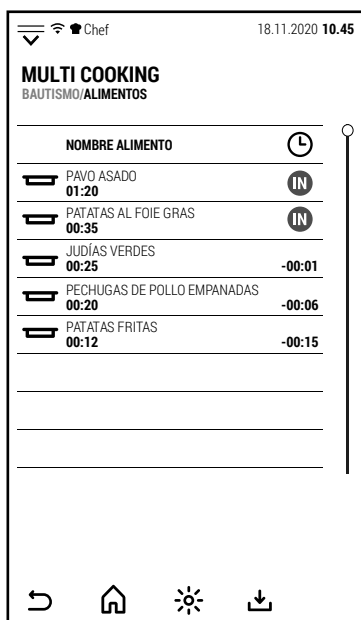 Chef 18.11.2020 10.45
MULTI COOKING
BAUTISMO/ALIMENTOS
NOMBRE ALIMENTO
PAVO ASADO
01:20 IN
PATATAS AL FOIE GRAS
00:35 IN
JUDÍAS VERDES
00:25 -00:01
PECHUGAS DE POLLO EMPANADAS
00:20 -00:06
PATATAS FRITAS
00:12 -00:15